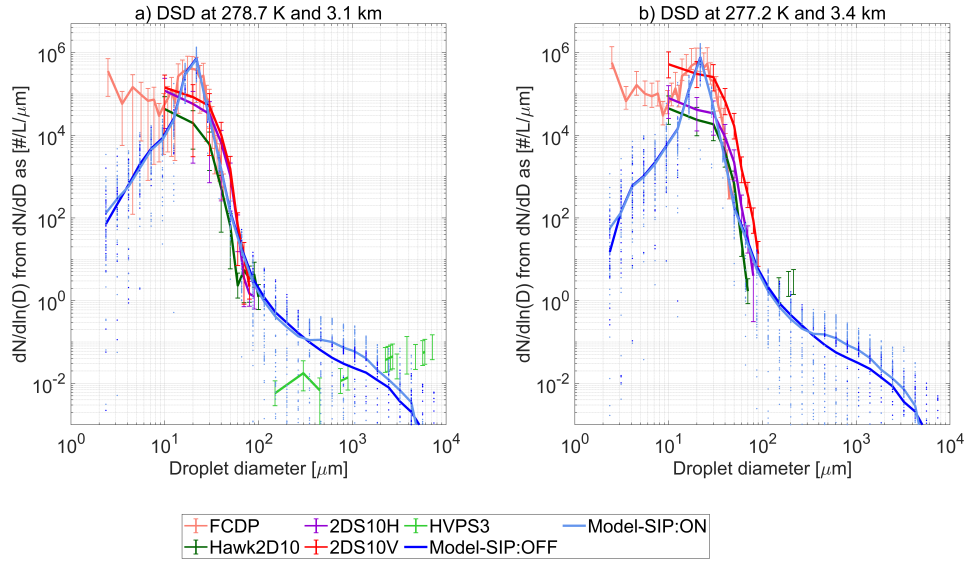 a) DSD at 278.7 K and 3.1 km
dN/dln(D) from dN/dD as [#/L/μm]
10^6
10^4
10^2
10^0
10^-2
10^0 10^1 10^2 10^3 10^4
Droplet diameter [μm]
b) DSD at 277.2 K and 3.4 km
dN/dln(D) from dN/dD as [#/L/μm]
10^6
10^4
10^2
10^0
10^-2
10^0 10^1 10^2 10^3 10^4
Droplet diameter [μm]
FCDP 2DS10H HVPS3 Model-SIP:ON
Hawk2D10 2DS10V Model-SIP:OFF